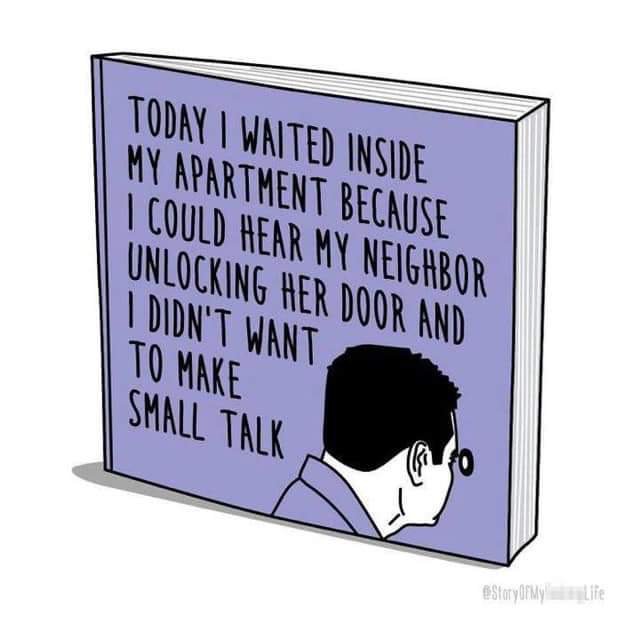 TODAY I WAITED INSIDE
MY APARTMENT BECAUSE
I COULD HEAR MY NEIGHBOR
UNLOCKING HER DOOR AND
I DIDN'T WANT
TO MAKE
SMALL TALK
@StoryOfMy Life